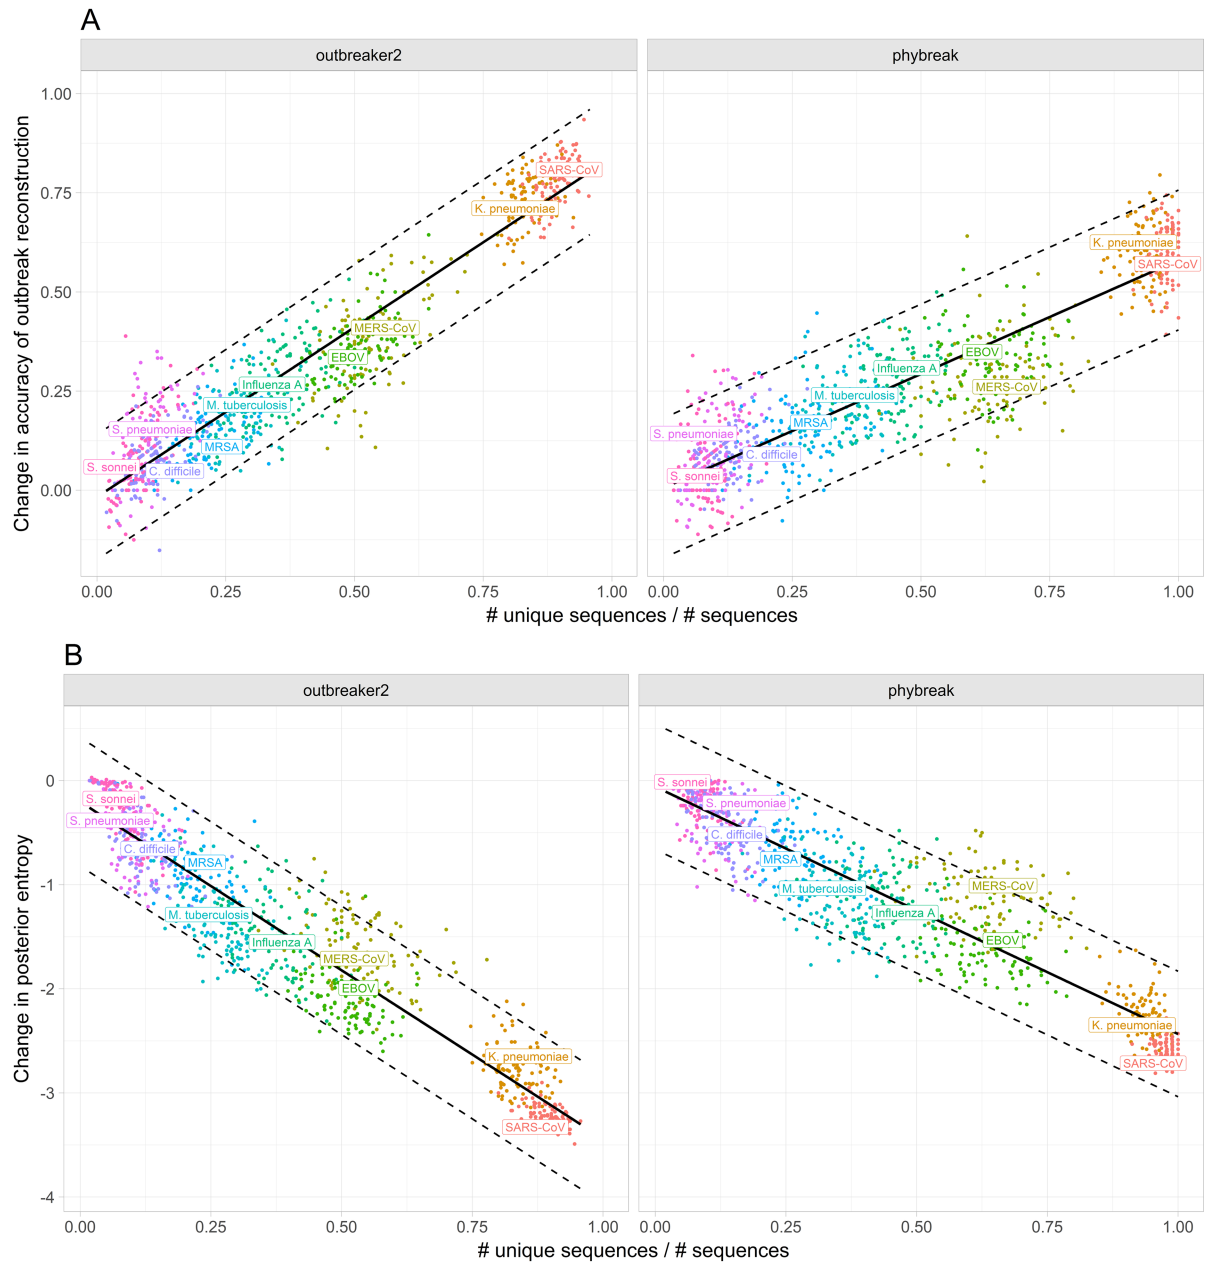 A
outbreaker2
phybreak
Change in accuracy of outbreak reconstruction
1.00
0.75
0.50
0.25
0.00
SARS-CoV
K. pneumoniae
MERS-CoV
EBOV
Influenza A
M. tuberculosis
S. pneumoniae
MRSA
S. sonnei
C. difficile
K. pneumoniae
SARS-CoV
EBOV
Influenza A
MERS-CoV
M. tuberculosis
MRSA
S. pneumoniae
C. difficile
S. sonnei
0.00 0.25 0.50 0.75 1.00
0.00 0.25 0.50 0.75 1.00
# unique sequences / # sequences
B
outbreaker2
phybreak
Change in posterior entropy
0
-1
-2
-3
-4
S. sonnei
S. pneumoniae
C. difficile
MRSA
M. tuberculosis
Influenza A
MERS-CoV
EBOV
K. pneumoniae
SARS-CoV
S. sonnei
S. pneumoniae
C. difficile
MRSA
M. tuberculosis
MERS-CoV
Influenza A
EBOV
K. pneumoniae
SARS-CoV
0.00 0.25 0.50 0.75 1.00
0.00 0.25 0.50 0.75 1.00
# unique sequences / # sequences